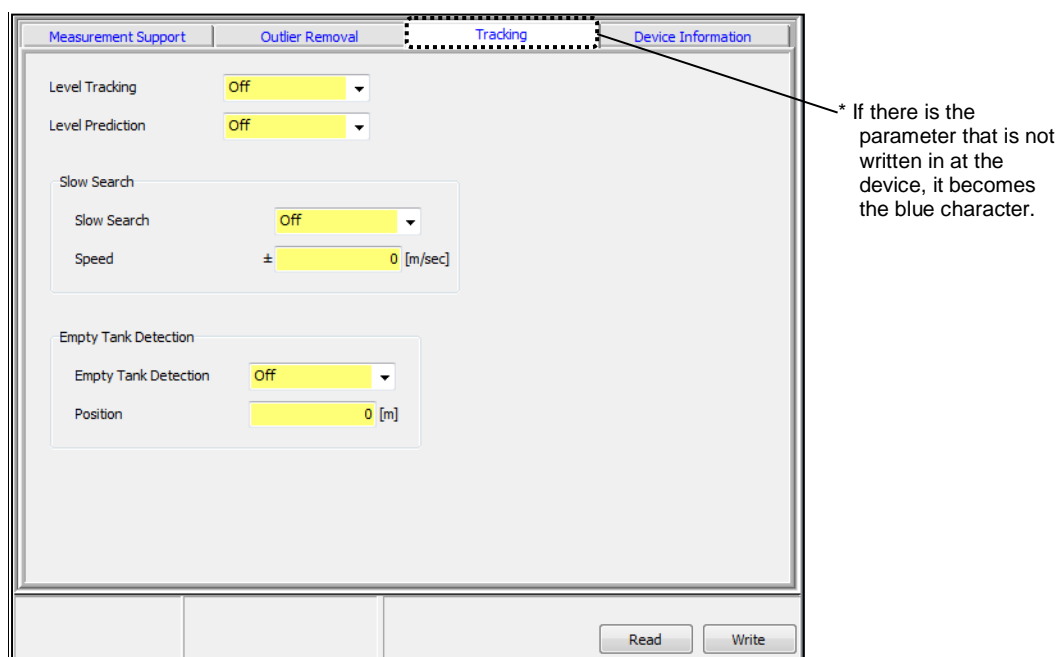 Measurement Support Outlier Removal Tracking Device Information
Level Tracking Off
Level Prediction Off
Slow Search
Slow Search Off
Speed ± 0 [m/sec]
Empty Tank Detection
Empty Tank Detection Off
Position 0 [m]
Read Write
* If there is the
parameter that is not
written in at the
device, it becomes
the blue character.